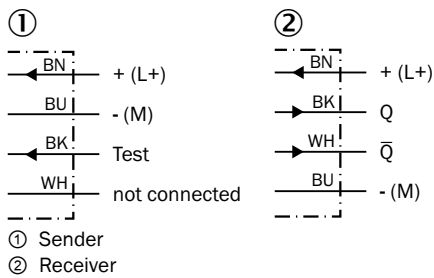 ① ②
BN + (L+)
BU - (M)
BK Test
WH not connected
BN + (L+)
BK Q
WH Q̅
BU - (M)
① Sender
② Receiver